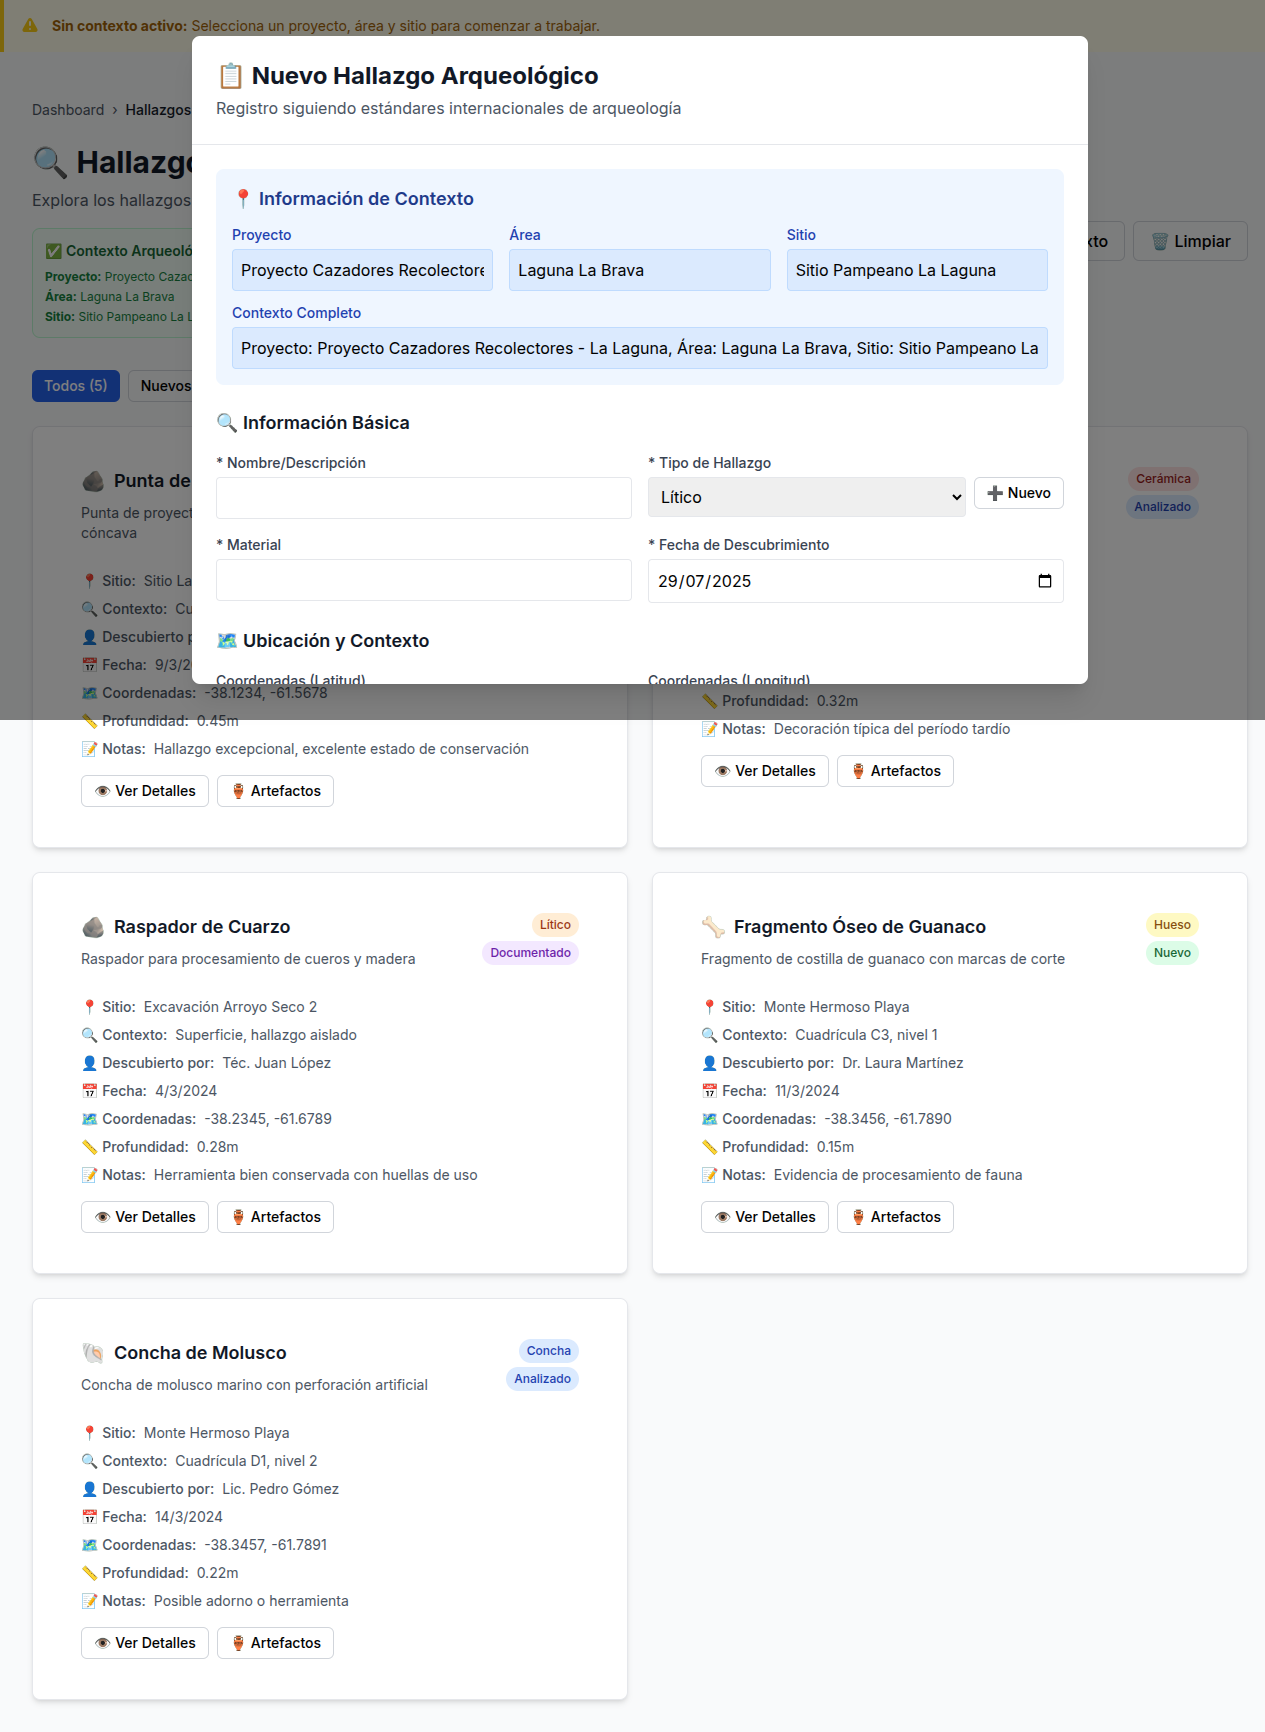 Sin contexto activo: Selecciona un proyecto, área y sitio para comenzar a trabajar.
Dashboard › Hallazgos
Explora los hallazgos
Contexto
Proyecto: Proyecto
Área: Laguna La Brava
Sitio: Sitio Pampeano La
Limpiar
Todos (5)
Nuevos
Nuevo Hallazgo Arqueológico
Registro siguiendo estándares internacionales de arqueología
Información de Contexto
Proyecto
Área
Sitio
Proyecto Cazadores
Laguna La Brava
Sitio Pampeano La Laguna
Contexto Completo
Proyecto: Proyecto Cazadores Recolectores - La Laguna, Área: Laguna La Brava, Sitio: Sitio Pampeano La
Información Básica
* Nombre/Descripción
* Tipo de Hallazgo
Lítico
Nuevo
* Material
* Fecha de Descubrimiento
29/07/2025
Ubicación y Contexto
Coordenadas (Latitud)
Coordenadas (Longitud)
Punta de
Punta de
cóncava
Sitio: Sitio
Contexto:
Descubierto
Fecha:
Coordenadas: -38.1234, -61.5678
Profundidad: 0.45m
Notas: Hallazgo excepcional, excelente estado de conservación
Ver Detalles
Artefactos
Cerámica
Analizado
Profundidad: 0.32m
Notas: Decoración típica del período tardío
Ver Detalles
Artefactos
Raspador de Cuarzo
Lítico
Documentado
Raspador para procesamiento de cueros y madera
Sitio: Excavación Arroyo Seco 2
Contexto: Superficie, hallazgo aislado
Descubierto por: Téc. Juan López
Fecha: 4/3/2024
Coordenadas: -38.2345, -61.6789
Profundidad: 0.28m
Notas: Herramienta bien conservada con huellas de uso
Ver Detalles
Artefactos
Fragmento Óseo de Guanaco
Hueso
Nuevo
Fragmento de costilla de guanaco con marcas de corte
Sitio: Monte Hermoso Playa
Contexto: Cuadrícula C3, nivel 1
Descubierto por: Dr. Laura Martínez
Fecha: 11/3/2024
Coordenadas: -38.3456, -61.7890
Profundidad: 0.15m
Notas: Evidencia de procesamiento de fauna
Ver Detalles
Artefactos
Concha de Molusco
Concha
Analizado
Concha de molusco marino con perforación artificial
Sitio: Monte Hermoso Playa
Contexto: Cuadrícula D1, nivel 2
Descubierto por: Lic. Pedro Gómez
Fecha: 14/3/2024
Coordenadas: -38.3457, -61.7891
Profundidad: 0.22m
Notas: Posible adorno o herramienta
Ver Detalles
Artefactos